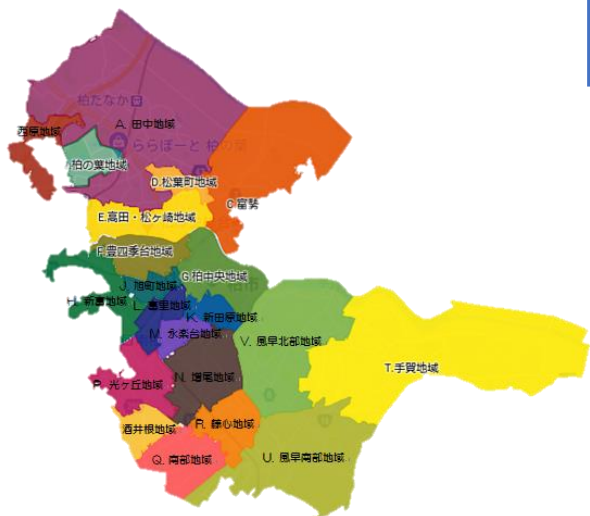 柏たなか
A. 田中地域
西原地域
ららぽーと 柏の葉
柏の葉地域
D.松葉町地域
C.富勢
E.高田・松ヶ崎地域
F.豊四季台地域
G.柏中央地域
J. 旭町地域
H. 新富地域
L. 富里地域
K. 新田原地域
M. 永楽台地域
V. 風早北部地域
T.手賀地域
N. 増尾地域
P. 光ヶ丘地域
酒井根地域
R. 藤心地域
Q. 南部地域
U. 風早南部地域